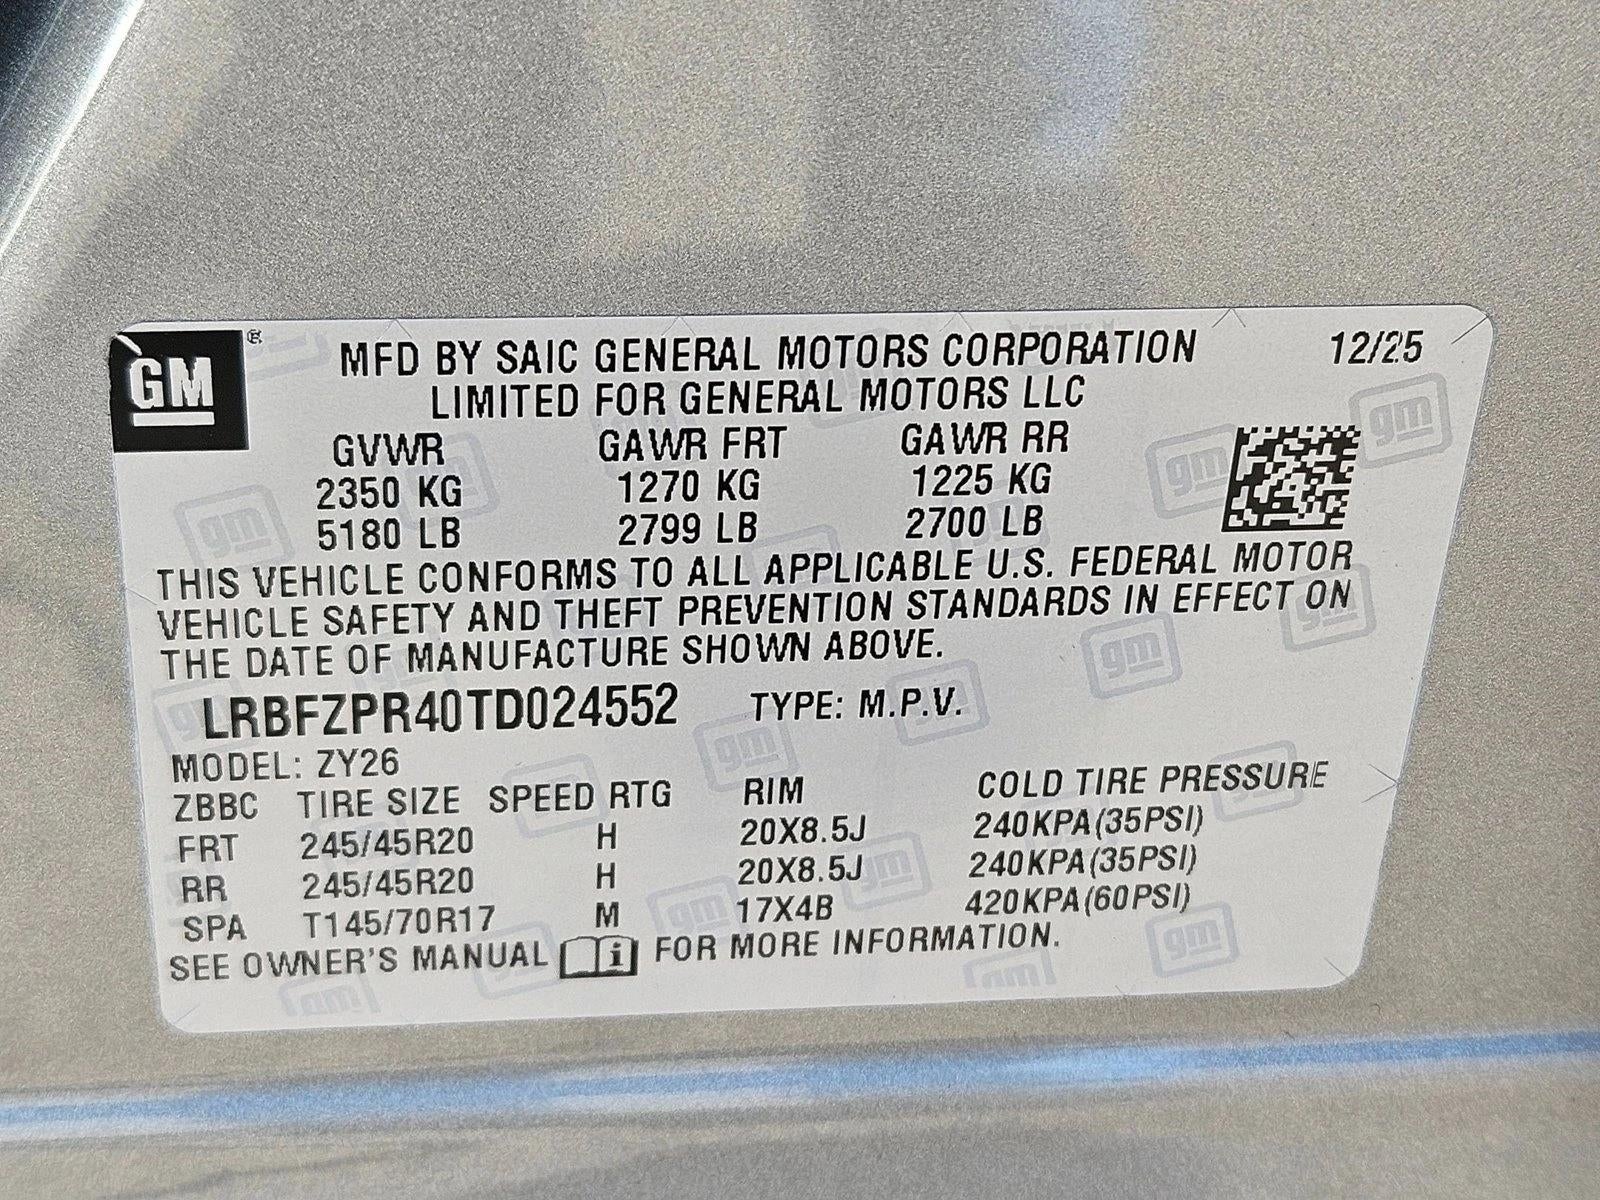 GM ®
MFD BY SAIC GENERAL MOTORS CORPORATION 12/25
LIMITED FOR GENERAL MOTORS LLC
GVWR GAWR FRT GAWR RR
2350 KG 1270 KG 1225 KG
5180 LB 2799 LB 2700 LB
THIS VEHICLE CONFORMS TO ALL APPLICABLE U.S. FEDERAL MOTOR
VEHICLE SAFETY AND THEFT PREVENTION STANDARDS IN EFFECT ON
THE DATE OF MANUFACTURE SHOWN ABOVE.
LRBFZPR40TD024552 TYPE: M.P.V.
MODEL: ZY26
ZBBC TIRE SIZE SPEED RTG RIM COLD TIRE PRESSURE
FRT 245/45R20 H 20X8.5J 240KPA(35PSI)
RR 245/45R20 H 20X8.5J 240KPA(35PSI)
SPA T145/70R17 M 17X4B 420KPA(60PSI)
SEE OWNER'S MANUAL i FOR MORE INFORMATION.